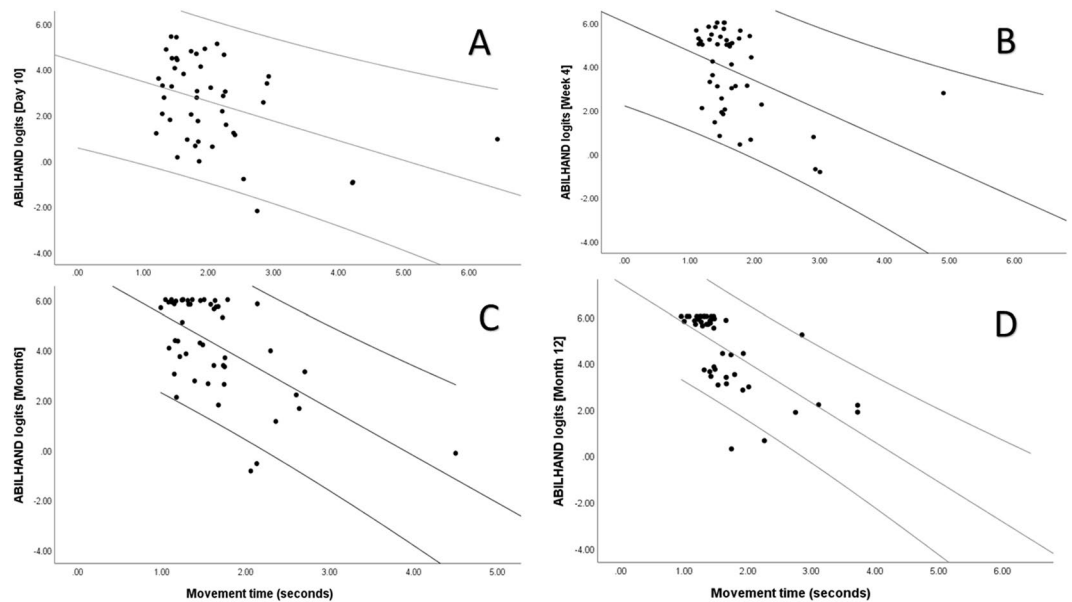 A
ABILHAND logits [Day 10]
6.00
4.00
2.00
.00
-2.00
-4.00
.00 1.00 2.00 3.00 4.00 5.00 6.00
B
ABILHAND logits [Week 4]
6.00
4.00
2.00
.00
-2.00
-4.00
.00 1.00 2.00 3.00 4.00 5.00 6.00
C
ABILHAND logits [Month6]
6.00
4.00
2.00
.00
-2.00
-4.00
.00 1.00 2.00 3.00 4.00 5.00
Movement time (seconds)
D
ABILHAND logits [Month 12]
6.00
4.00
2.00
.00
-2.00
-4.00
.00 1.00 2.00 3.00 4.00 5.00 6.00
Movement time (seconds)